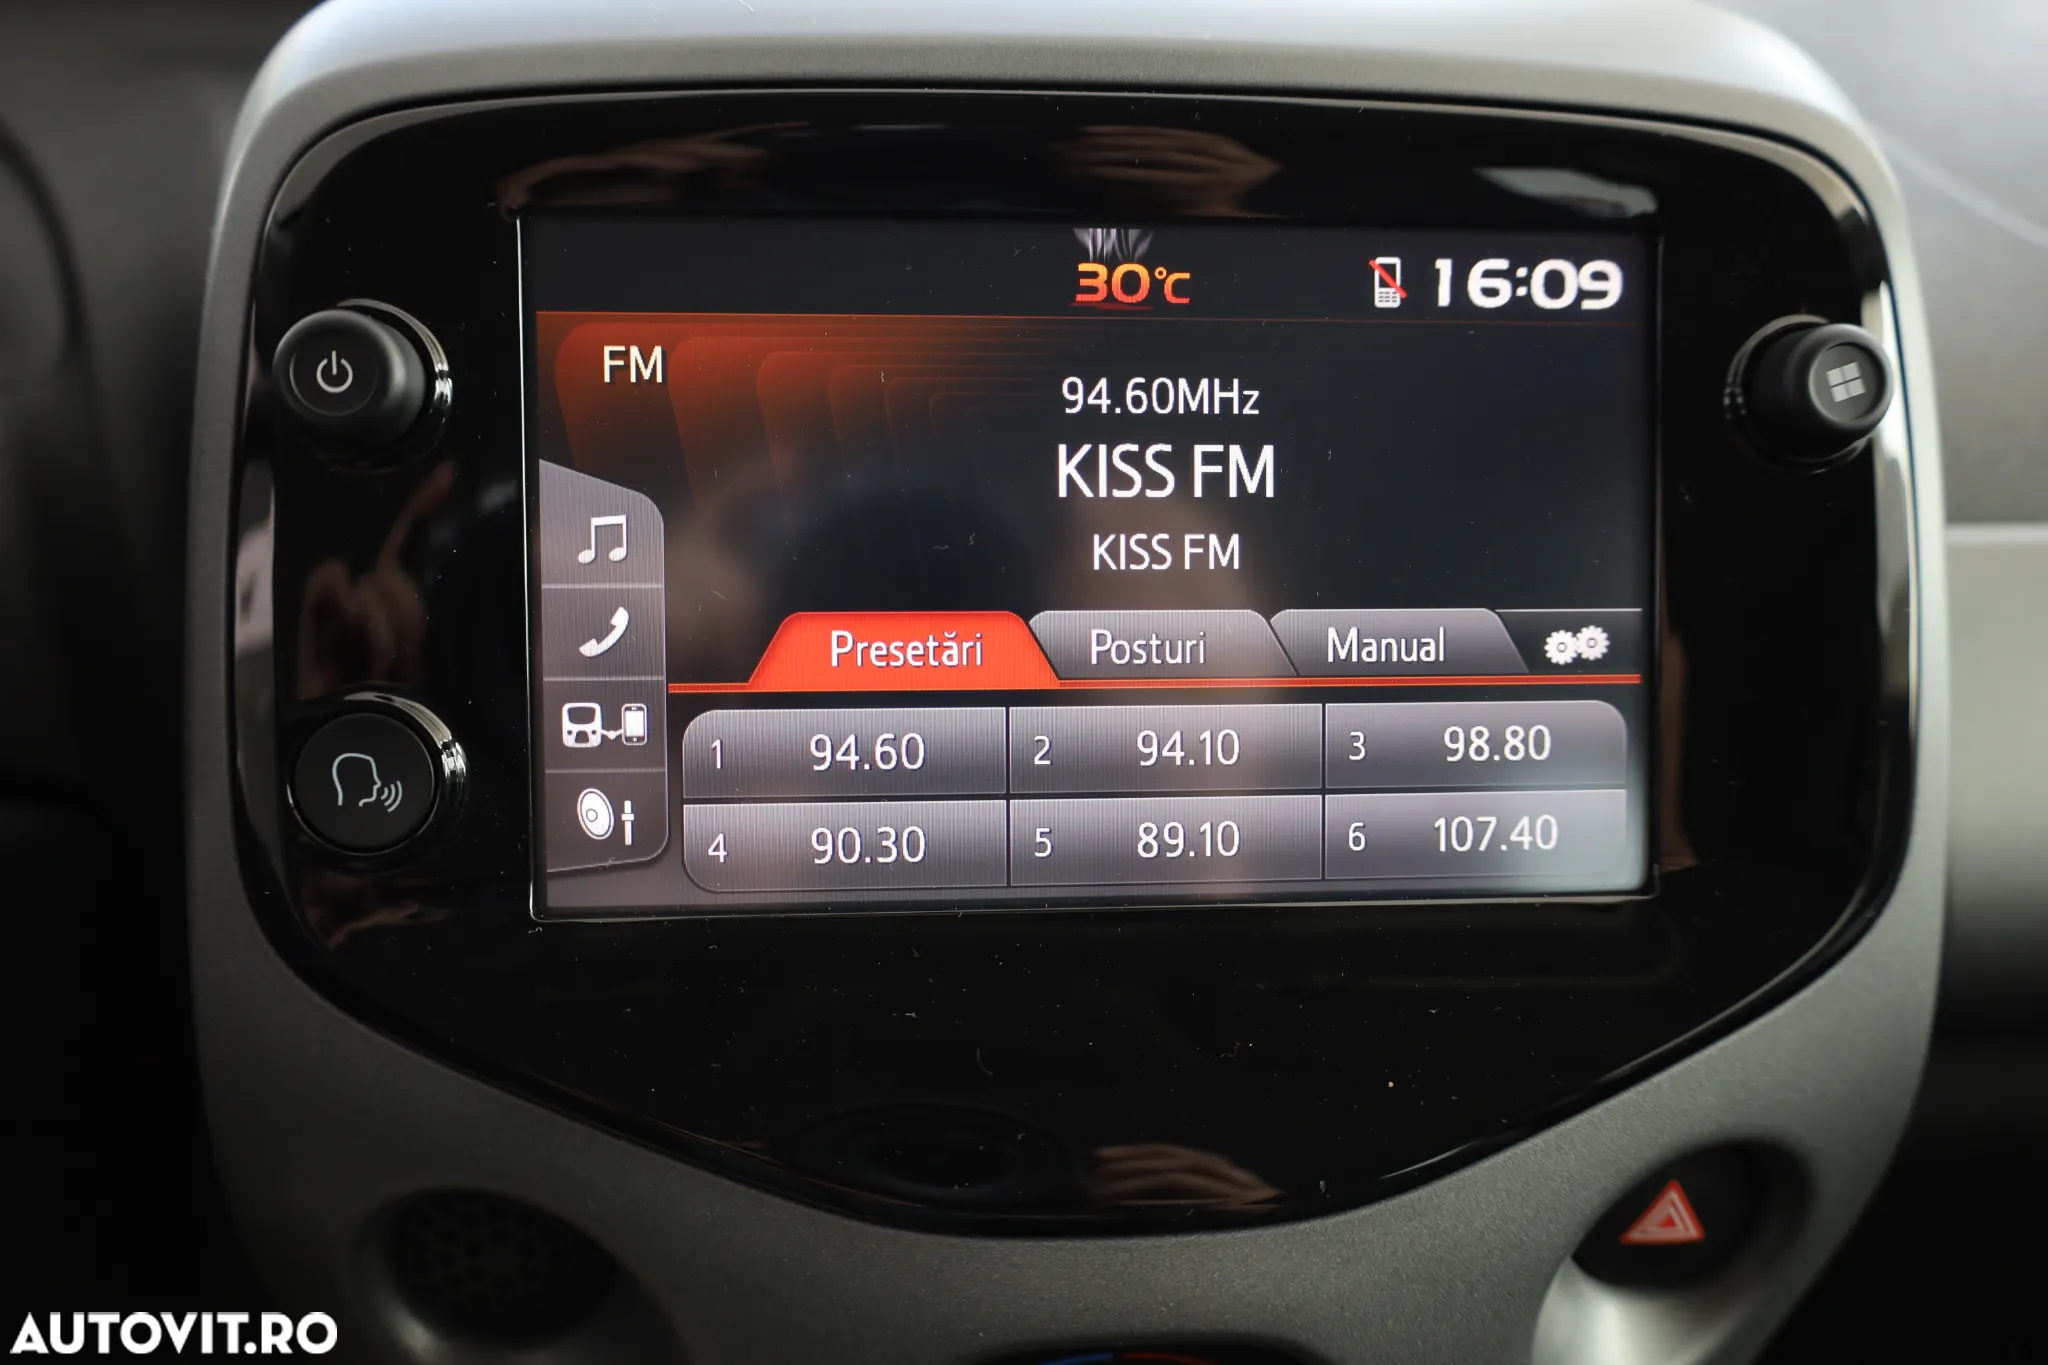 30°C
16:09
FM
94.60MHz
KISS FM
KISS FM
Presetări Posturi Manual
1 94.60 2 94.10 3 98.80
4 90.30 5 89.10 6 107.40
AUTOVIT.RO